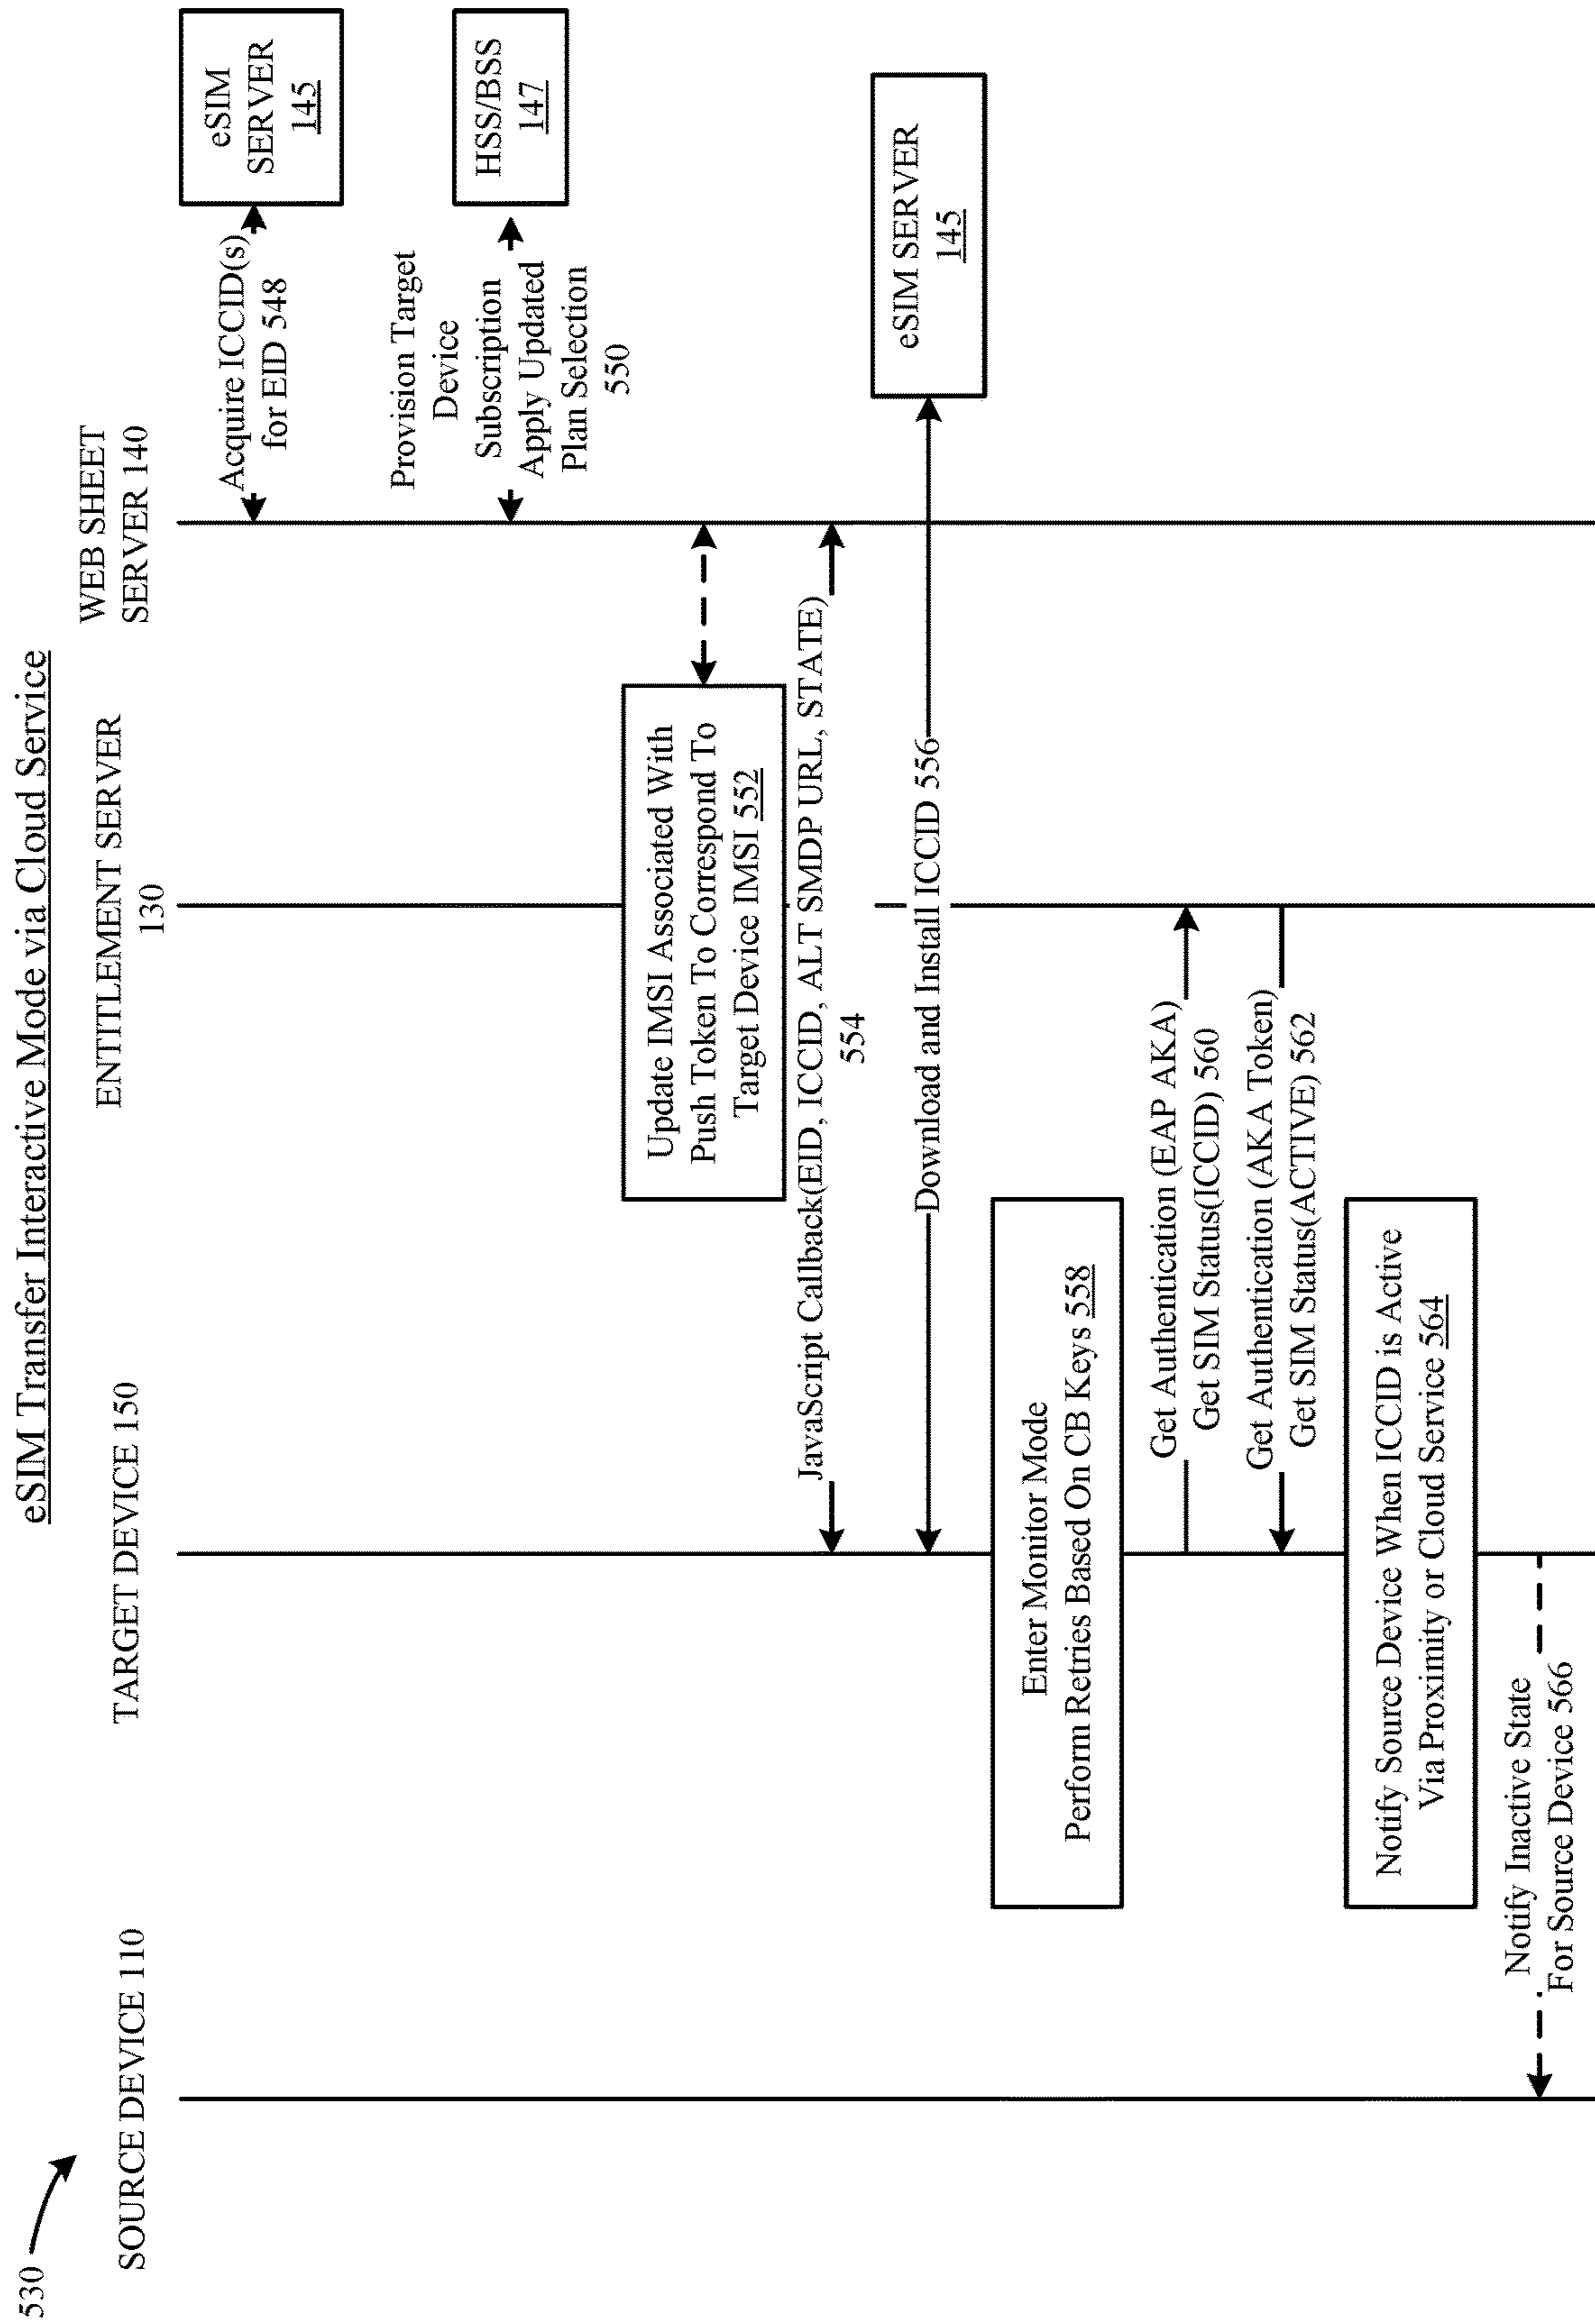 530
eSIM Transfer Interactive Mode via Cloud Service
SOURCE DEVICE 110
TARGET DEVICE 150
ENTITLEMENT SERVER
130
WEB SHEET
SERVER 140
Acquire ICCID(s)
for EID 548
eSIM
SERVER
145
Provision Target
Device
Subscription
Apply Updated
Plan Selection
550
HSS/BSS
147
Update IMSI Associated With
Push Token To Correspond To
Target Device IMSI 552
JavaScript Callback(EID, ICCID, ALT SMDP URL, STATE)
554
Download and Install ICCID 556
eSIM SERVER
145
Enter Monitor Mode
Perform Retries Based On CB Keys 558
Get Authentication (EAP AKA)
Get SIM Status(ICCID) 560
Get Authentication (AKA Token)
Get SIM Status(ACTIVE) 562
Notify Source Device When ICCID is Active
Via Proximity or Cloud Service 564
Notify Inactive State
For Source Device 566